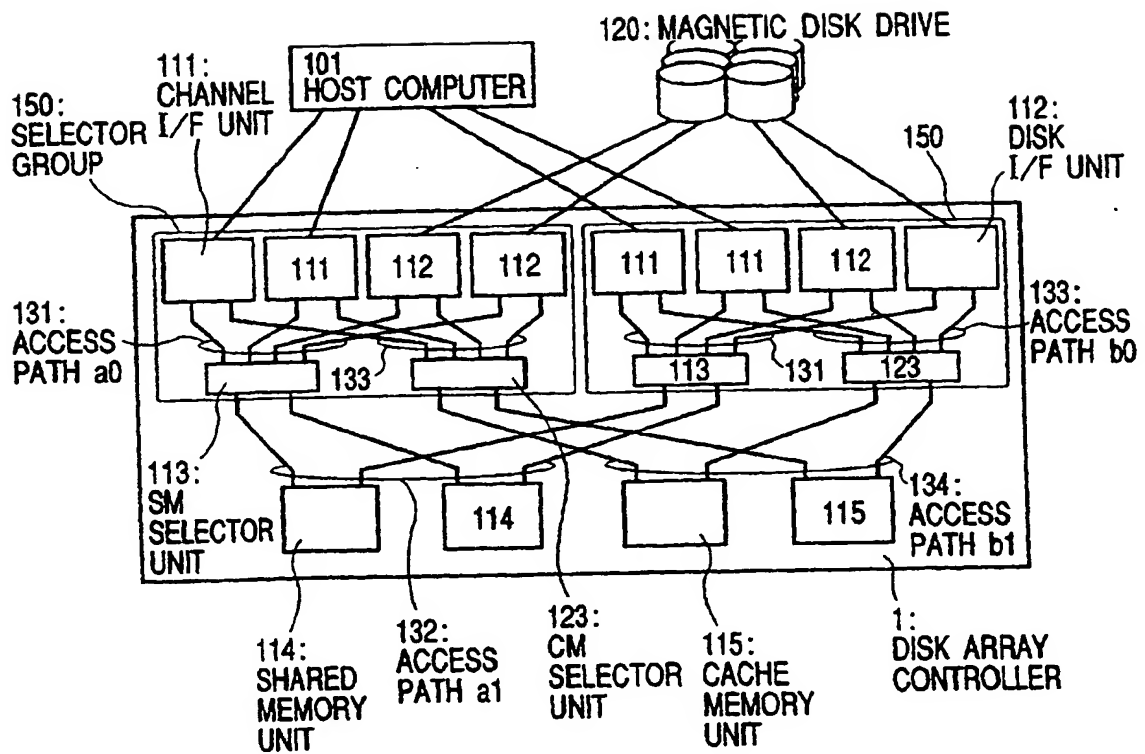 120: MAGNETIC DISK DRIVE
111:
CHANNEL
I/F UNIT
101
HOST COMPUTER
150:
SELECTOR
GROUP
112:
DISK
I/F UNIT
150
111
112
112
111
111
112
131:
ACCESS
PATH a0
133
113
131
123
133:
ACCESS
PATH b0
113:
SM
SELECTOR
UNIT
114
115
134:
ACCESS
PATH b1
114:
SHARED
MEMORY
UNIT
132:
ACCESS
PATH a1
123:
CM
SELECTOR
UNIT
115:
CACHE
MEMORY
UNIT
1:
DISK ARRAY
CONTROLLER